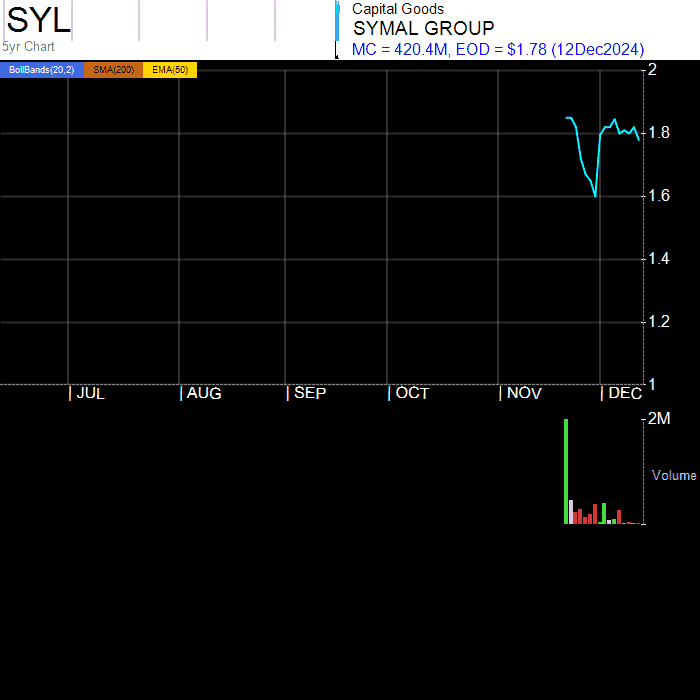 SYL
5yr Chart
Capital Goods
SYMAL GROUP
MC = 420.4M, EOD = $1.78 (12Dec2024)
BollBands(20,2) SMA(200) EMA(50)
2
1.8
1.6
1.4
1.2
1
| JUL | AUG | SEP | OCT | NOV | DEC
2M
Volume